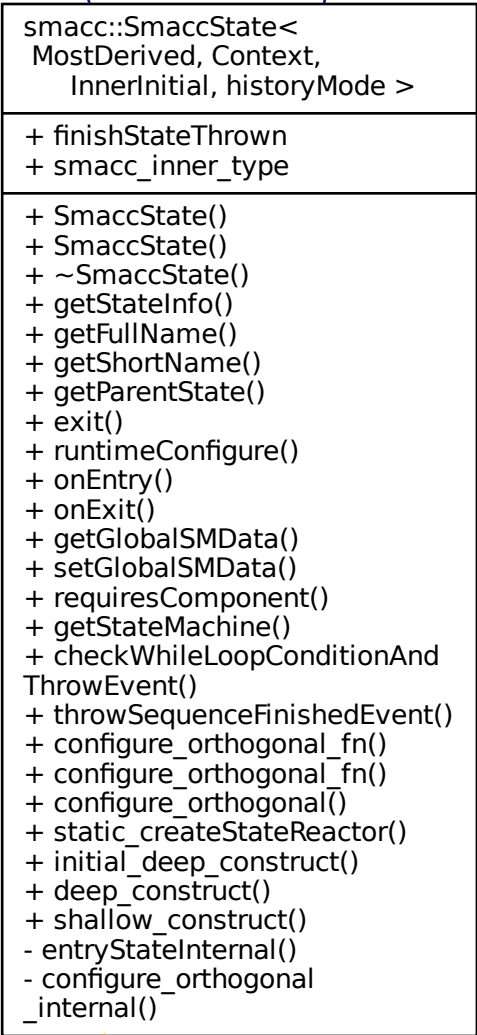 smacc::SmaccState<
MostDerived, Context,
InnerInitial, historyMode >
+ finishStateThrown
+ smacc_inner_type
+ SmaccState()
+ SmaccState()
+ ~SmaccState()
+ getStateInfo()
+ getFullName()
+ getShortName()
+ getParentState()
+ exit()
+ runtimeConfigure()
+ onEntry()
+ onExit()
+ getGlobalSMData()
+ setGlobalSMData()
+ requiresComponent()
+ getStateMachine()
+ checkWhileLoopConditionAnd
ThrowEvent()
+ throwSequenceFinishedEvent()
+ configure_orthogonal_fn()
+ configure_orthogonal_fn()
+ configure_orthogonal()
+ static_createStateReactor()
+ initial_deep_construct()
+ deep_construct()
+ shallow_construct()
- entryStateInternal()
- configure_orthogonal
_internal()